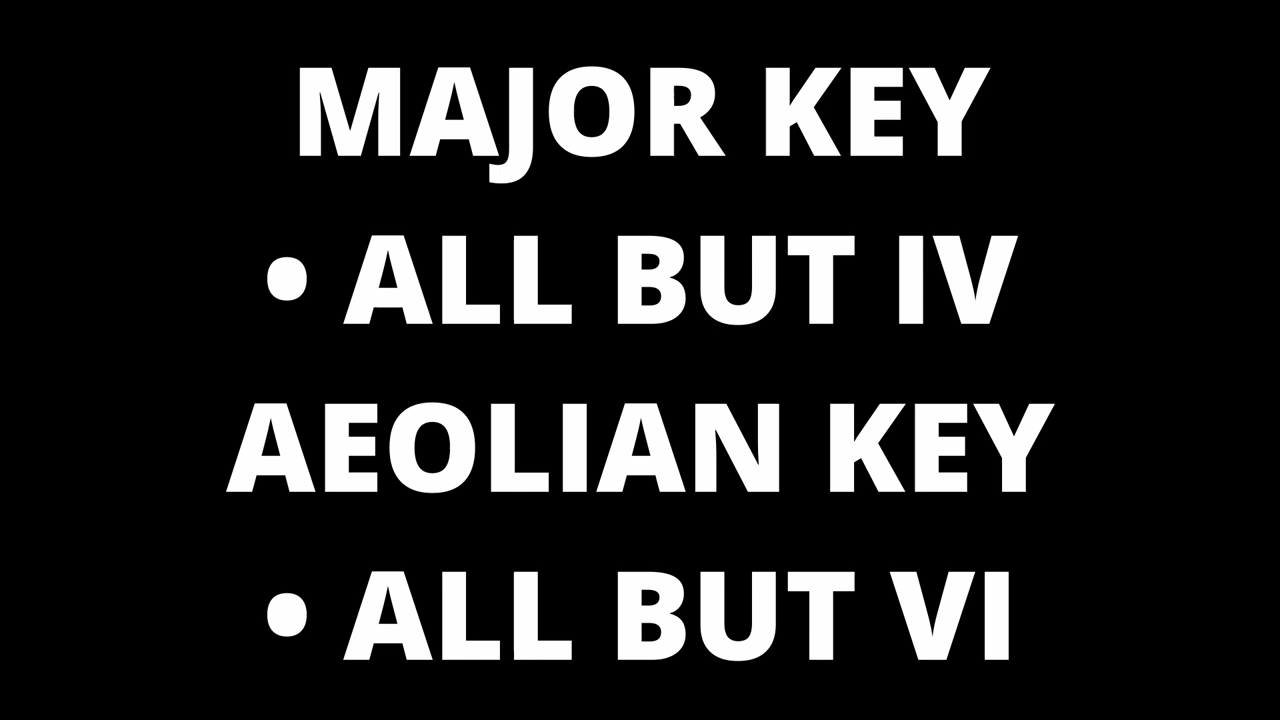 MAJOR KEY
• ALL BUT IV
AEOLIAN KEY
• ALL BUT VI